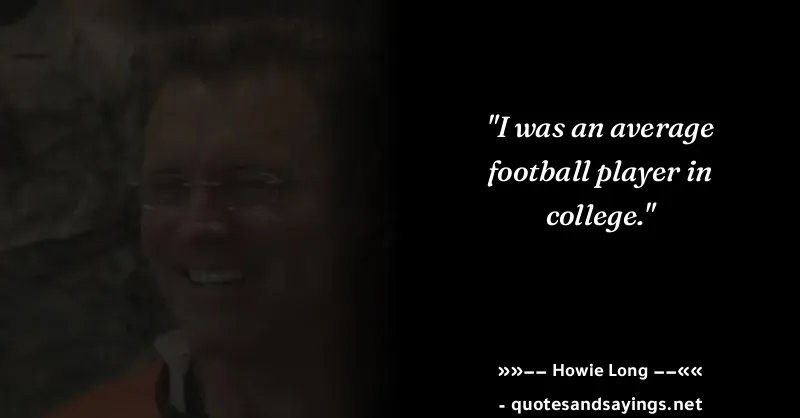 "I was an average
football player in
college."
»»–– Howie Long ––««
- quotesandsayings.net